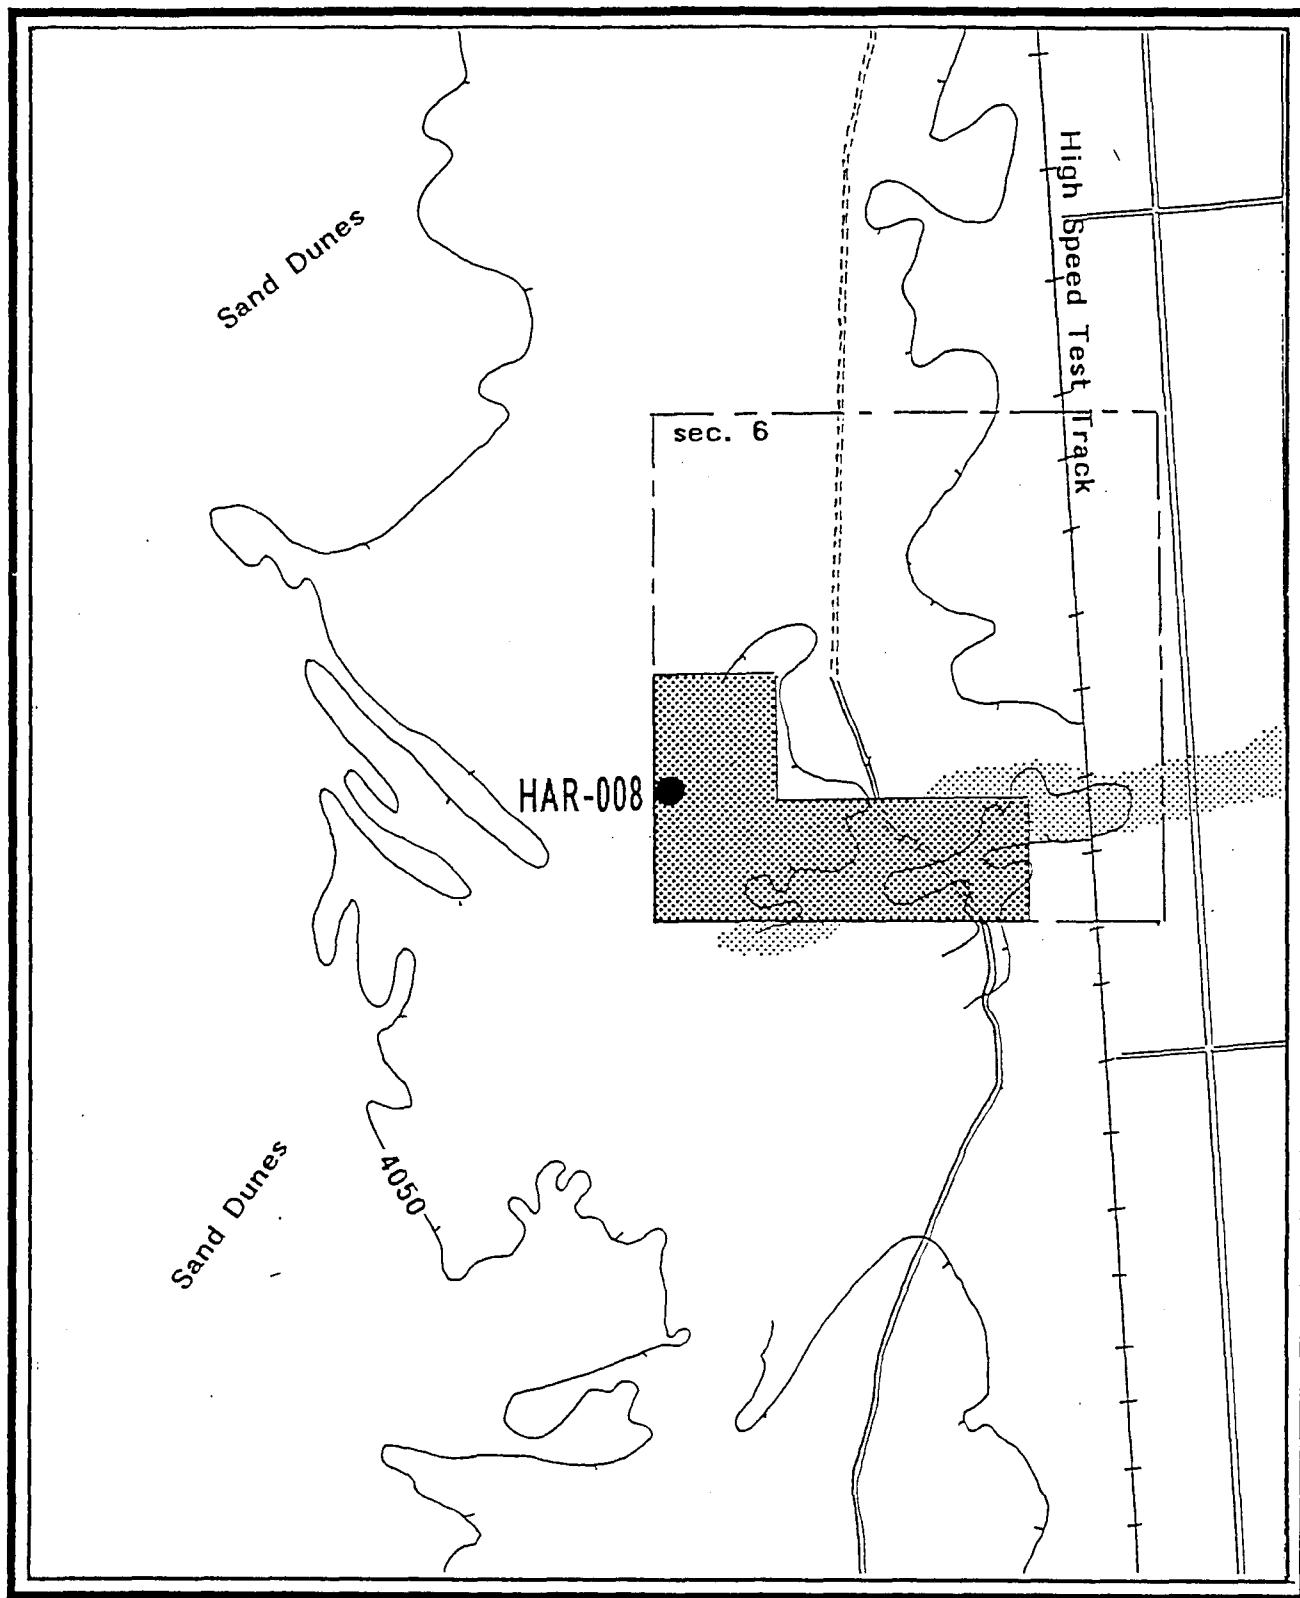 Sand Dunes
High Speed Test Track
sec. 6
HAR-008
4050
Sand Dunes